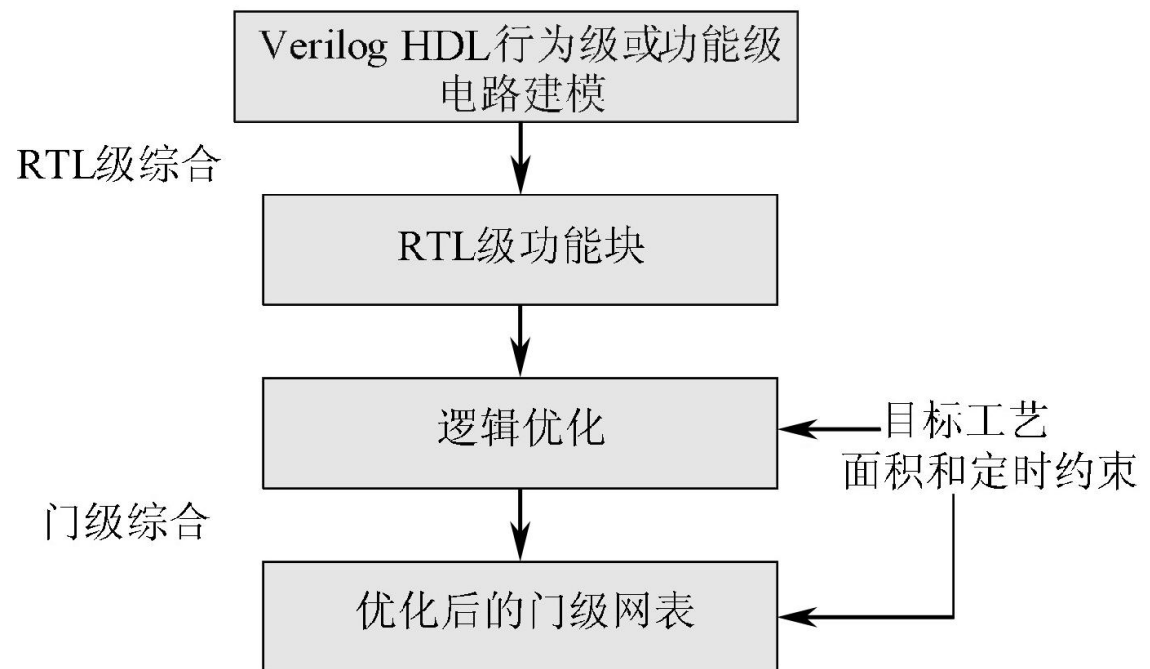 Verilog HDL行为级或功能级
电路建模
RTL级综合
RTL级功能块
逻辑优化
目标工艺
面积和定时约束
门级综合
优化后的门级网表